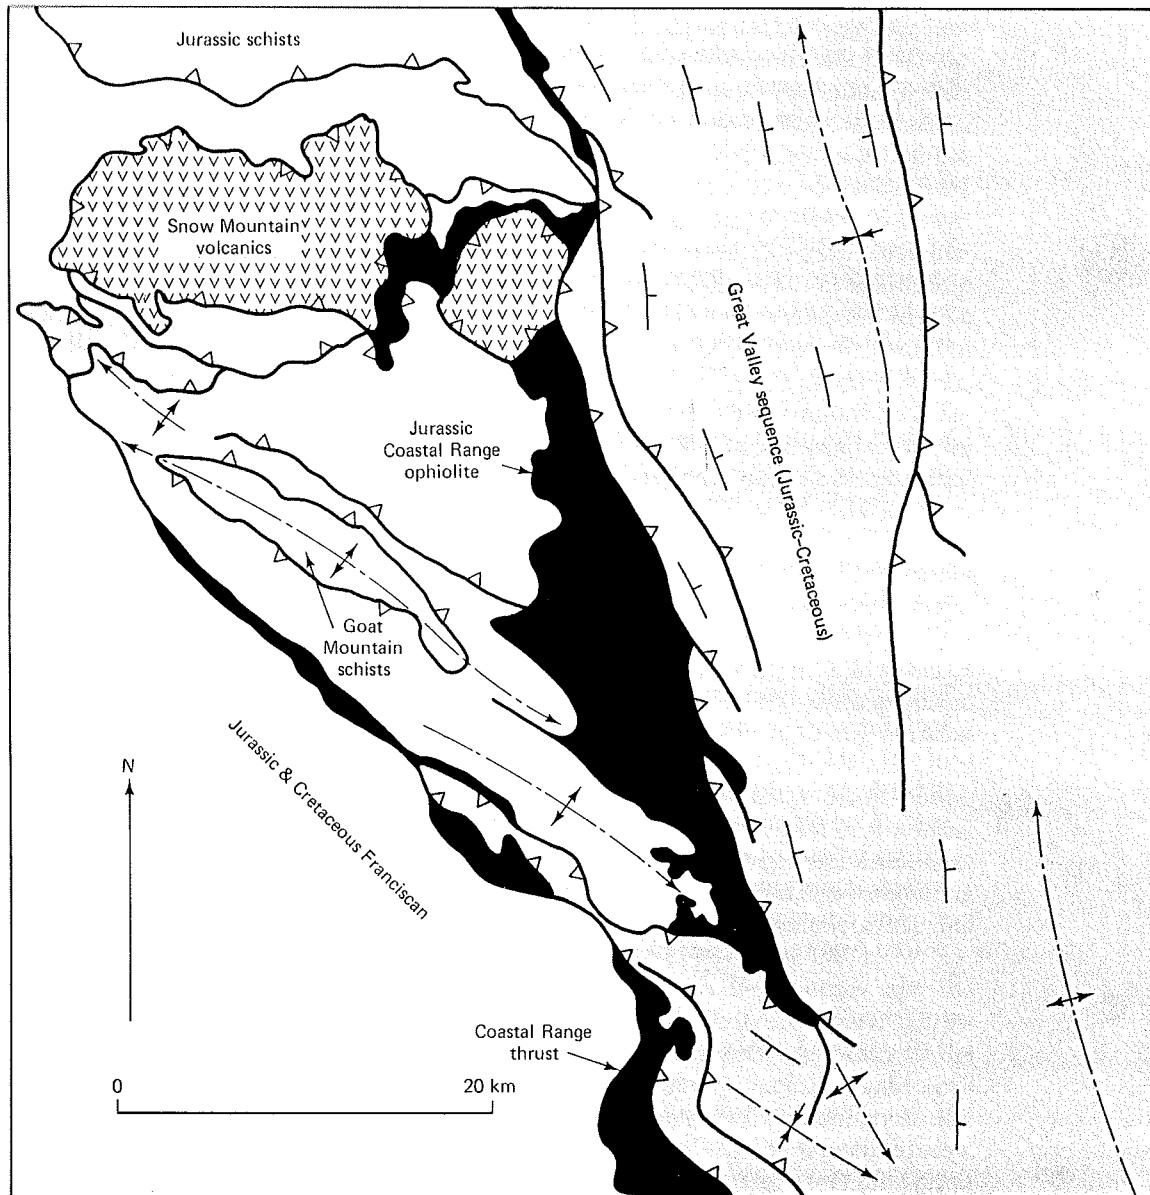 Jurassic schists
Snow Mountain
volcanics
Great Valley sequence (Jurassic–Cretaceous)
Jurassic
Coastal Range
ophiolite
Goat
Mountain
schists
Jurassic & Cretaceous Franciscan
N
Coastal Range
thrust
0
20 km